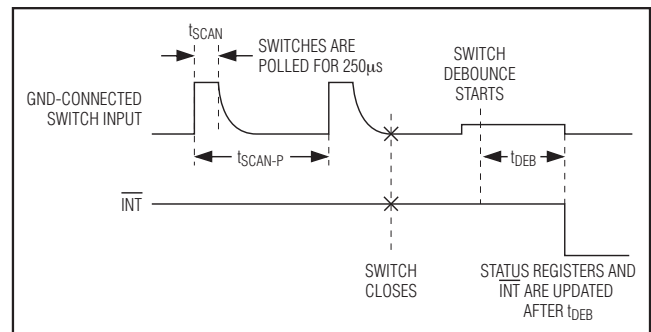 tSCAN
SWITCHES ARE
POLLED FOR 250µs
SWITCH
DEBOUNCE
STARTS
GND-CONNECTED
SWITCH INPUT
tSCAN-P
tDEB
INT
SWITCH
CLOSES
STATUS REGISTERS AND
INT ARE UPDATED
AFTER tDEB